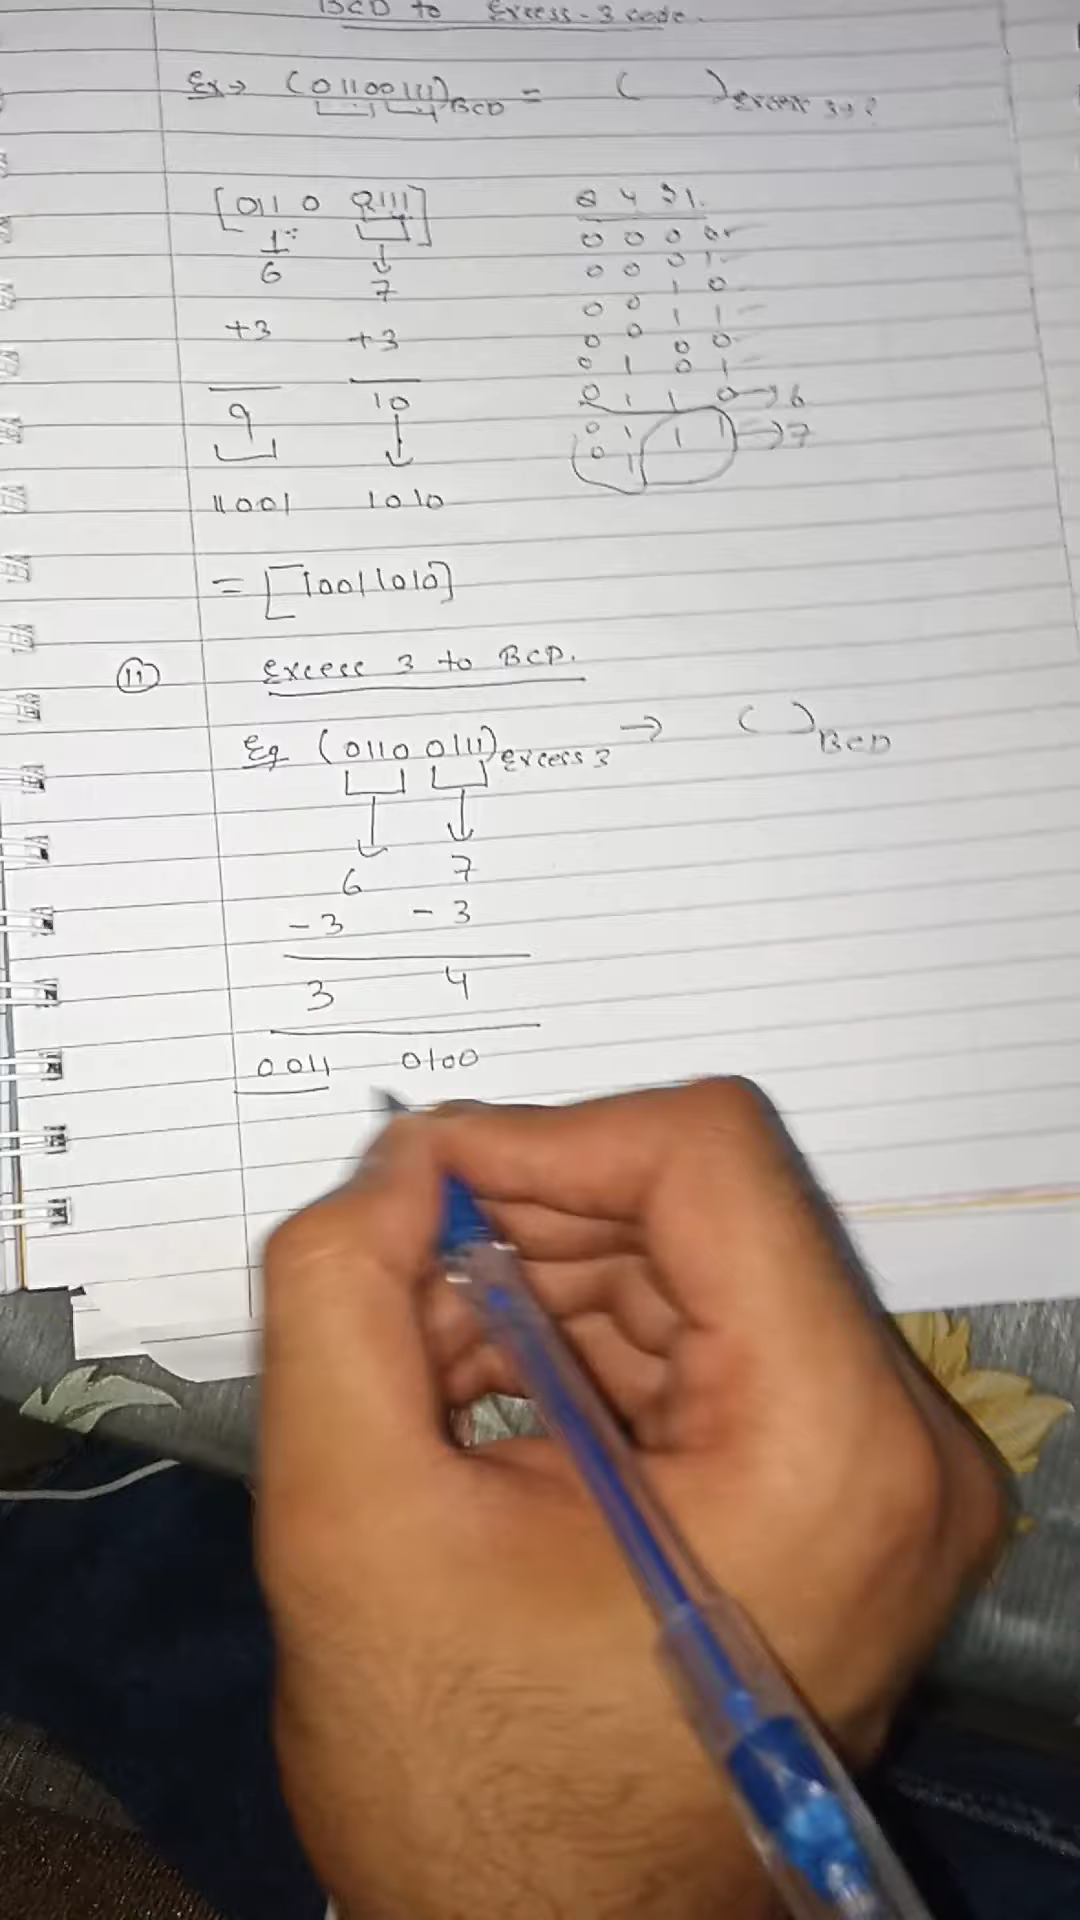 BCD to Excess-3 code.
Ex→ (01100111)BCD = ( )Excess 3→?
[0110 0111]
6 7
+3 +3
9 10
11001 1010
= [10011010]
8 4 2 1
0 0 0 0
0 0 0 1
0 0 1 0
0 0 1 1
0 0 0
0 1 0 1
0 1 1 0→6
0 1 1 1→7
0 1
(11) Excess 3 to BCD.
Eg (0110 0111)Excess 3 → ( )BCD
6 7
-3 -3
3 4
0011 0100